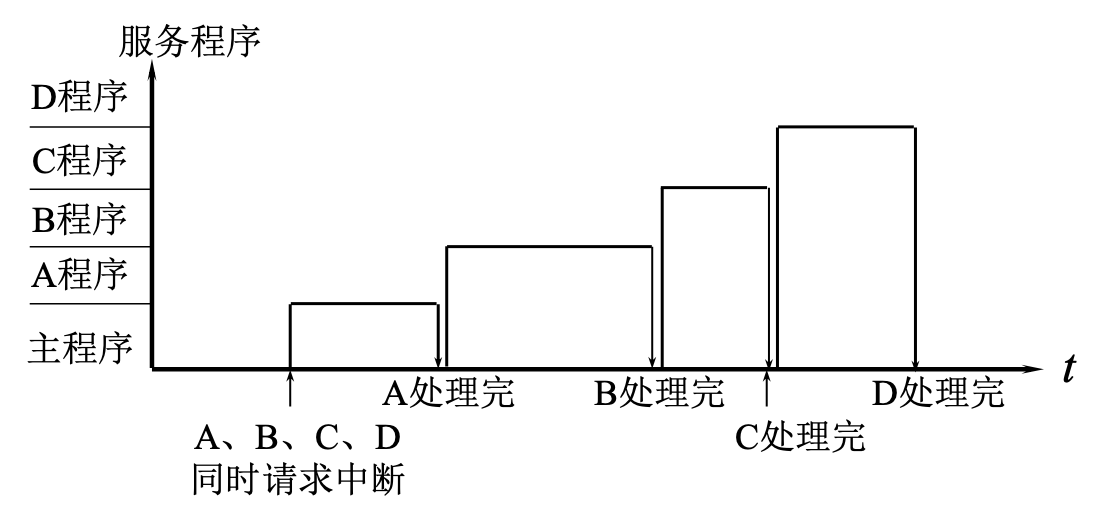 服务程序
D程序
C程序
B程序
A程序
主程序
t
A处理完
B处理完
D处理完
A、B、C、D
同时请求中断
C处理完